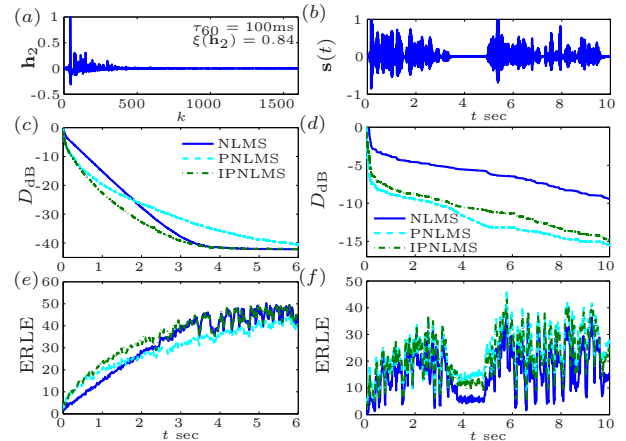 (a)
τ60 = 100ms
ξ(h2) = 0.84
h2
1
0.5
0
-0.5
0
500
1000
1500
k
(b)
s(t)
1
0
-1
0
2
4
6
8
10
t sec
(c)
D_dB
0
-10
-20
-30
-40
NLMS
PNLMS
IPNLMS
0
1
2
3
4
5
6
(d)
D_dB
0
-5
-10
-15
NLMS
PNLMS
IPNLMS
0
2
4
6
8
10
(e)
ERLE
60
50
40
30
20
10
0
0
1
2
3
4
5
6
t sec
(f)
ERLE
50
40
30
20
10
0
0
2
4
6
8
10
t sec